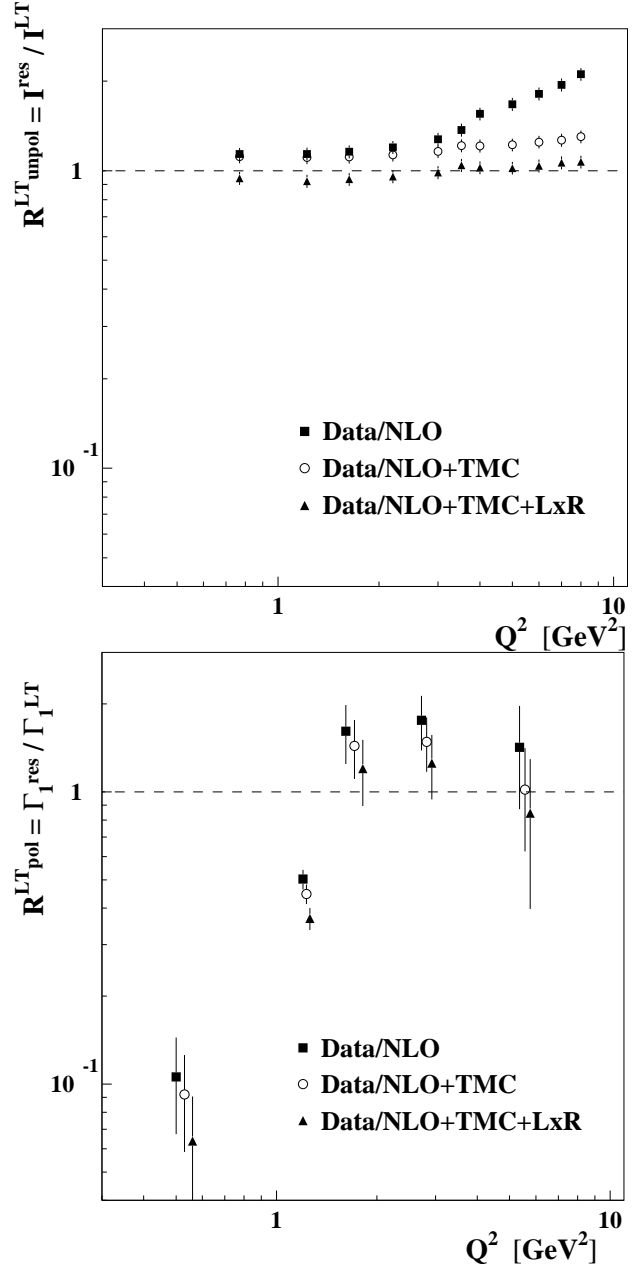 R^LT_unpol = I^res / I^LT
1
10^-1
■ Data/NLO
○ Data/NLO+TMC
▲ Data/NLO+TMC+LxR
1 10
Q^2 [GeV^2]
R^LT_pol = Γ_1^res / Γ_1^LT
1
10^-1
■ Data/NLO
○ Data/NLO+TMC
▲ Data/NLO+TMC+LxR
1 10
Q^2 [GeV^2]